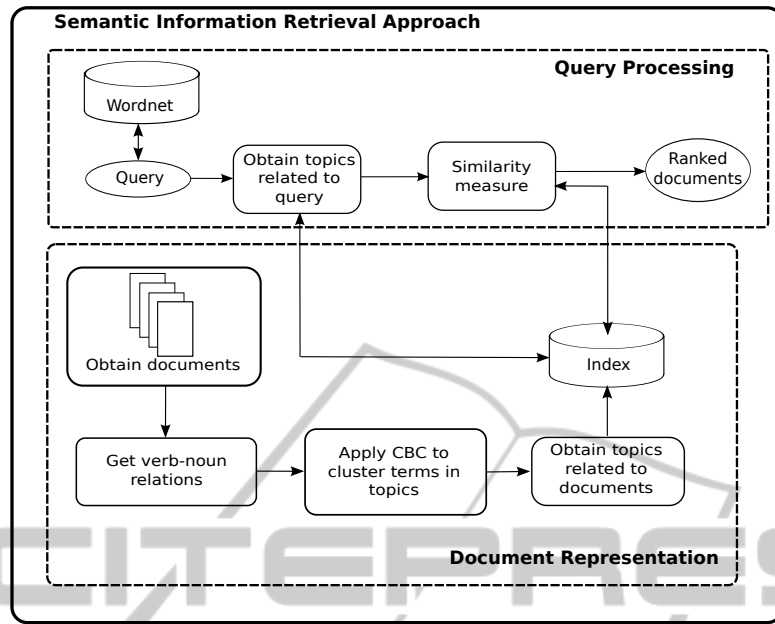 Semantic Information Retrieval Approach
Query Processing
Wordnet
Query
Obtain topics
related to
query
Similarity
measure
Ranked
documents
Obtain documents
Index
Get verb-noun
relations
Apply CBC to
cluster terms in
topics
Obtain topics
related to
documents
Document Representation
CITEPRES